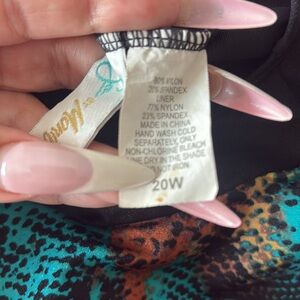 80% NYLON
20% SPANDEX
LINER
77% NYLON
23% SPANDEX
MADE IN CHINA
HAND WASH COLD
SEPARATELY, ONLY
NON-CHLORINE BLEACH
LINE DRY IN THE SHADE
DO NOT IRON.
20W